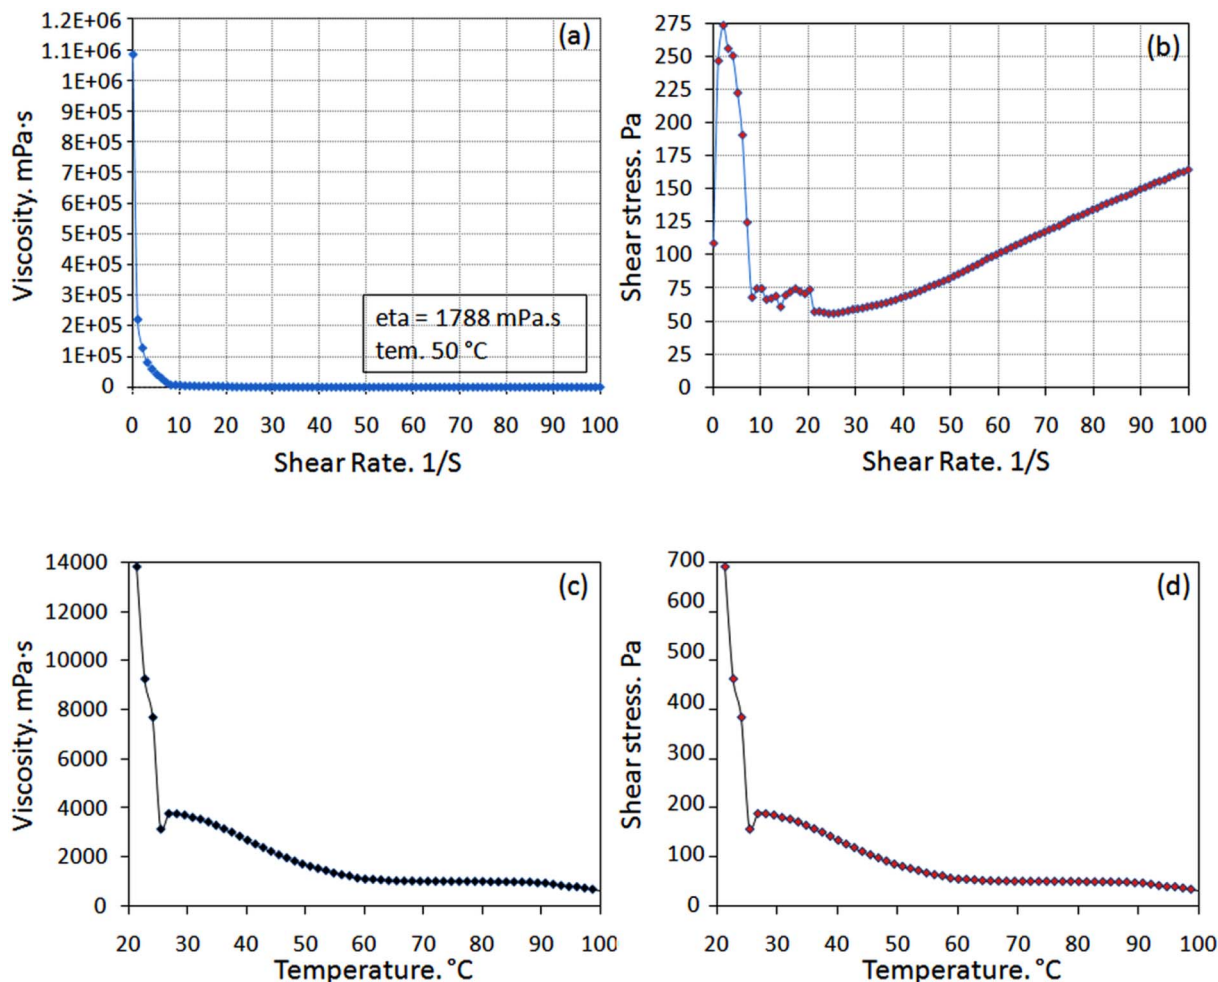 (a)
Viscosity. mPa·s
1.2E+06
1.1E+06
1E+06
9E+05
8E+05
7E+05
6E+05
5E+05
4E+05
3E+05
2E+05
1E+05
0
eta = 1788 mPa.s
tem. 50 °C
0 10 20 30 40 50 60 70 80 90 100
Shear Rate. 1/S
(b)
Shear stress. Pa
275
250
225
200
175
150
125
100
75
50
25
0
0 10 20 30 40 50 60 70 80 90 100
Shear Rate. 1/S
(c)
Viscosity. mPa·s
14000
12000
10000
8000
6000
4000
2000
0
20 30 40 50 60 70 80 90 100
Temperature. °C
(d)
Shear stress. Pa
700
600
500
400
300
200
100
0
20 30 40 50 60 70 80 90 100
Temperature. °C